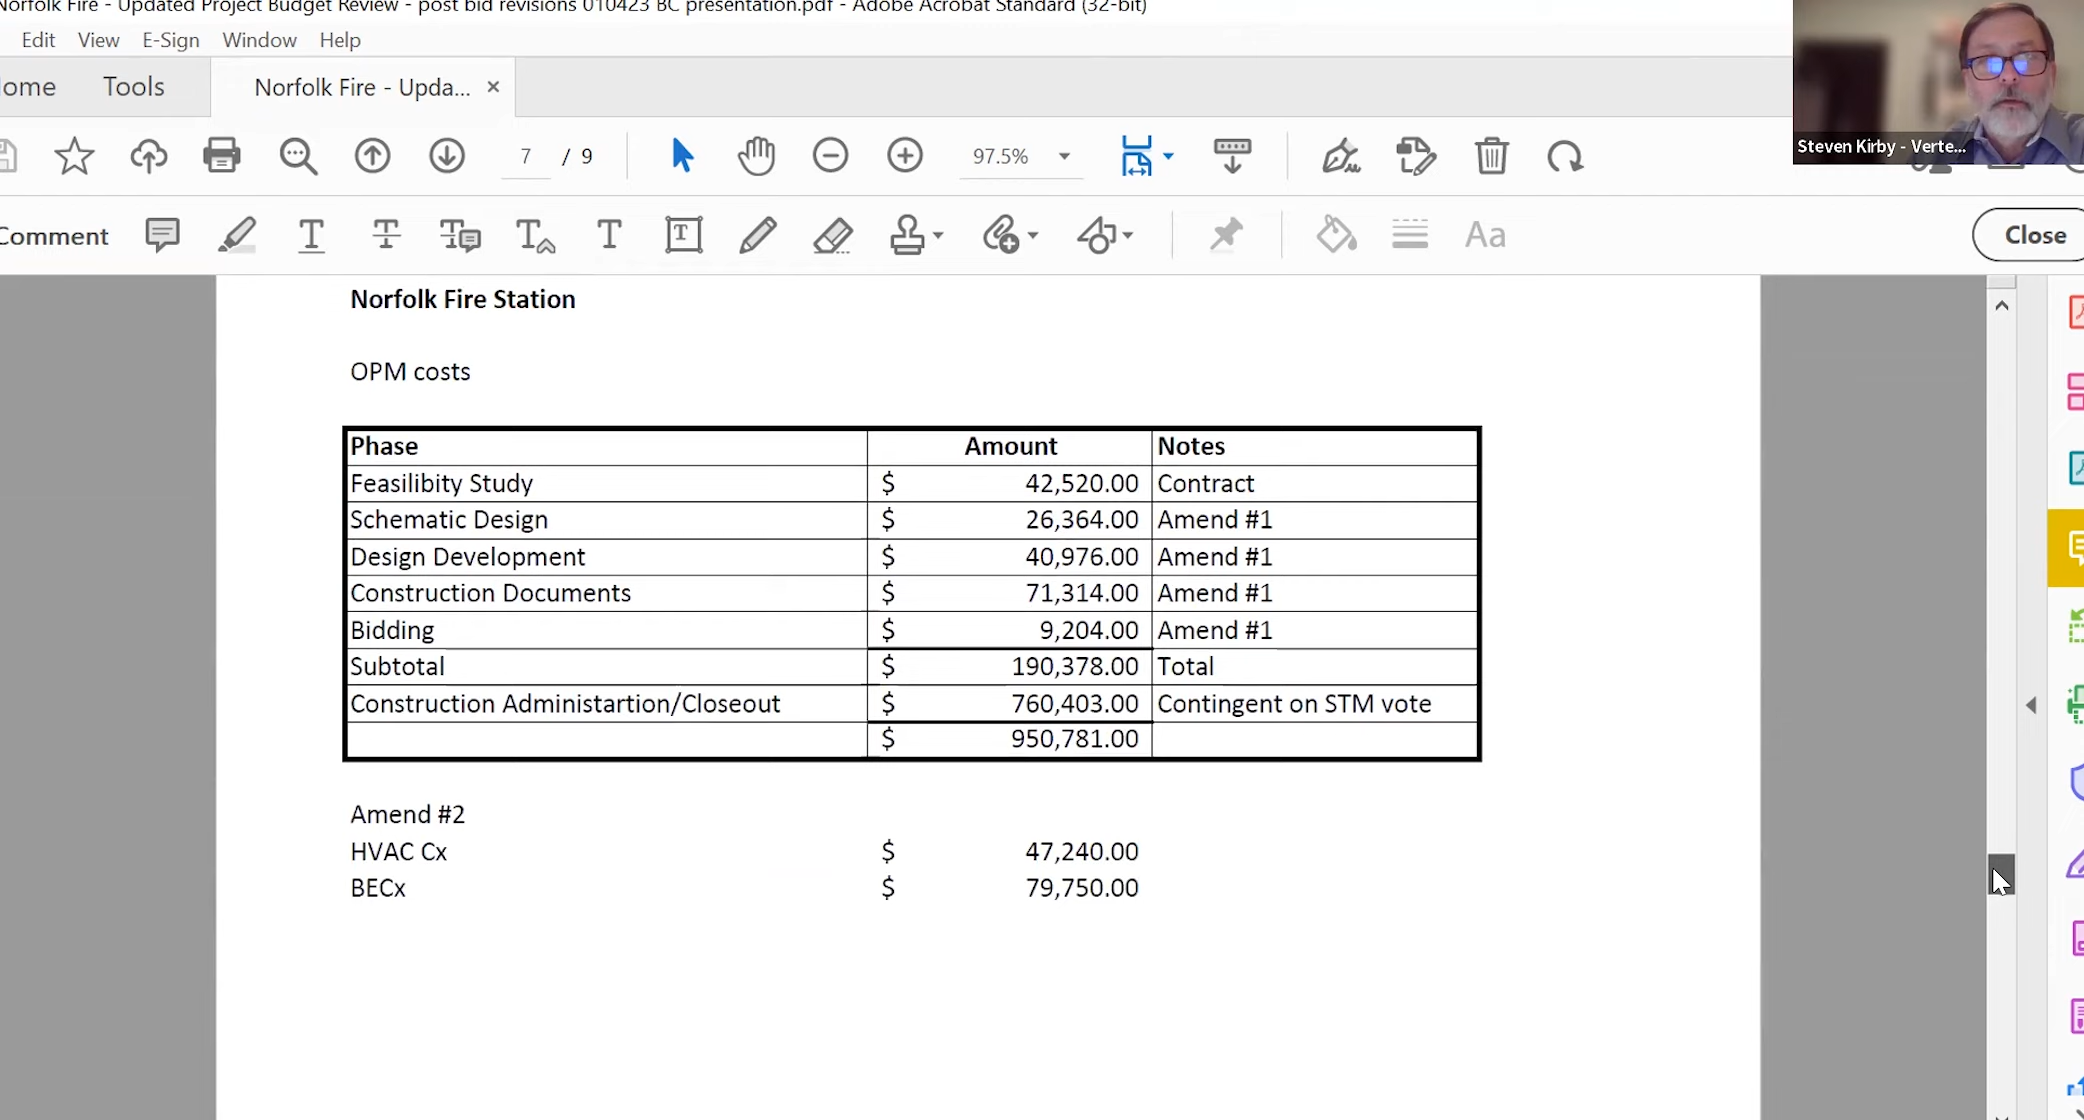 Norfolk Fire - Updated Project Budget Review - post bid revisions 010423 BC presentation.pdf - Adobe Acrobat Standard (32-bit)
Edit View E-Sign Window Help
ome Tools Norfolk Fire - Upda... ×
7 / 9 97.5%
Steven Kirby - Verte...
Comment T T T T T T Aa Close
Norfolk Fire Station
OPM costs
Phase Amount Notes
Feasilibity Study $ 42,520.00 Contract
Schematic Design $ 26,364.00 Amend #1
Design Development $ 40,976.00 Amend #1
Construction Documents $ 71,314.00 Amend #1
Bidding $ 9,204.00 Amend #1
Subtotal $ 190,378.00 Total
Construction Administartion/Closeout $ 760,403.00 Contingent on STM vote
$ 950,781.00
Amend #2
HVAC Cx $ 47,240.00
BECx $ 79,750.00